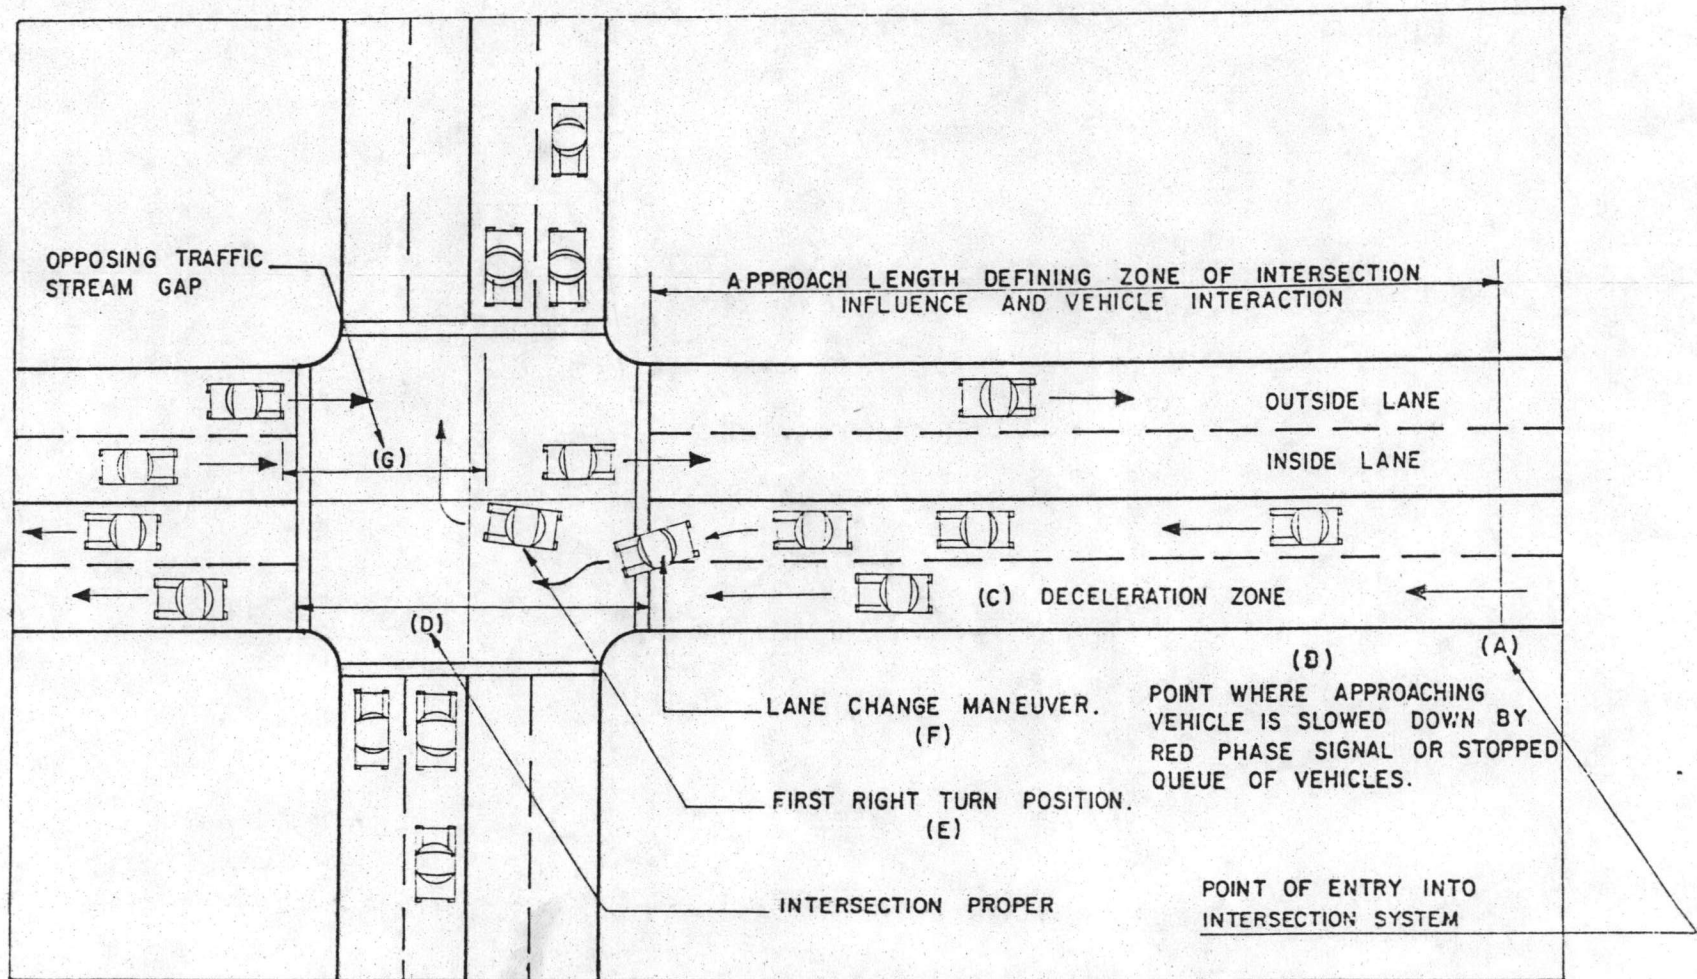 OPPOSING TRAFFIC
STREAM GAP
APPROACH LENGTH DEFINING ZONE OF INTERSECTION
INFLUENCE AND VEHICLE INTERACTION
OUTSIDE LANE
INSIDE LANE
(G)
(C) DECELERATION ZONE
(D)
(A)
(B)
POINT WHERE APPROACHING
VEHICLE IS SLOWED DOWN BY
RED PHASE SIGNAL OR STOPPED
QUEUE OF VEHICLES.
LANE CHANGE MANEUVER.
(F)
FIRST RIGHT TURN POSITION.
(E)
INTERSECTION PROPER
POINT OF ENTRY INTO
INTERSECTION SYSTEM